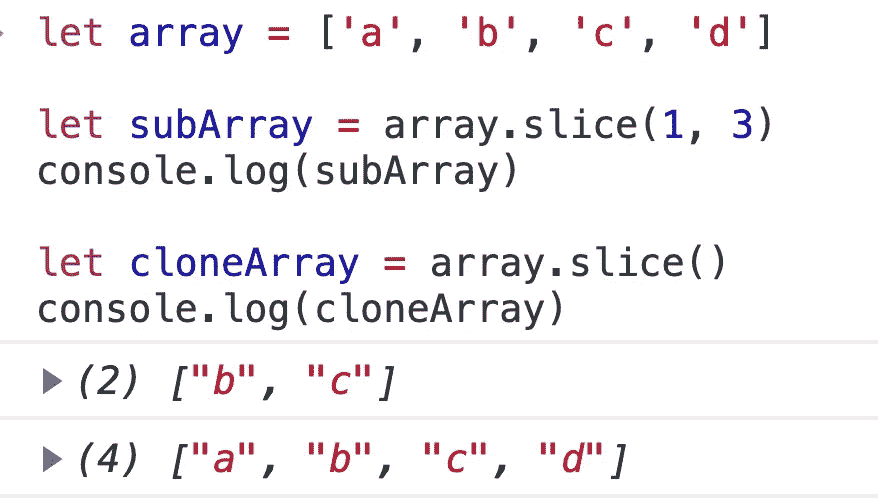 let array = ['a', 'b', 'c', 'd']
let subArray = array.slice(1, 3)
console.log(subArray)
let cloneArray = array.slice()
console.log(cloneArray)
(2) ["b", "c"]
(4) ["a", "b", "c", "d"]